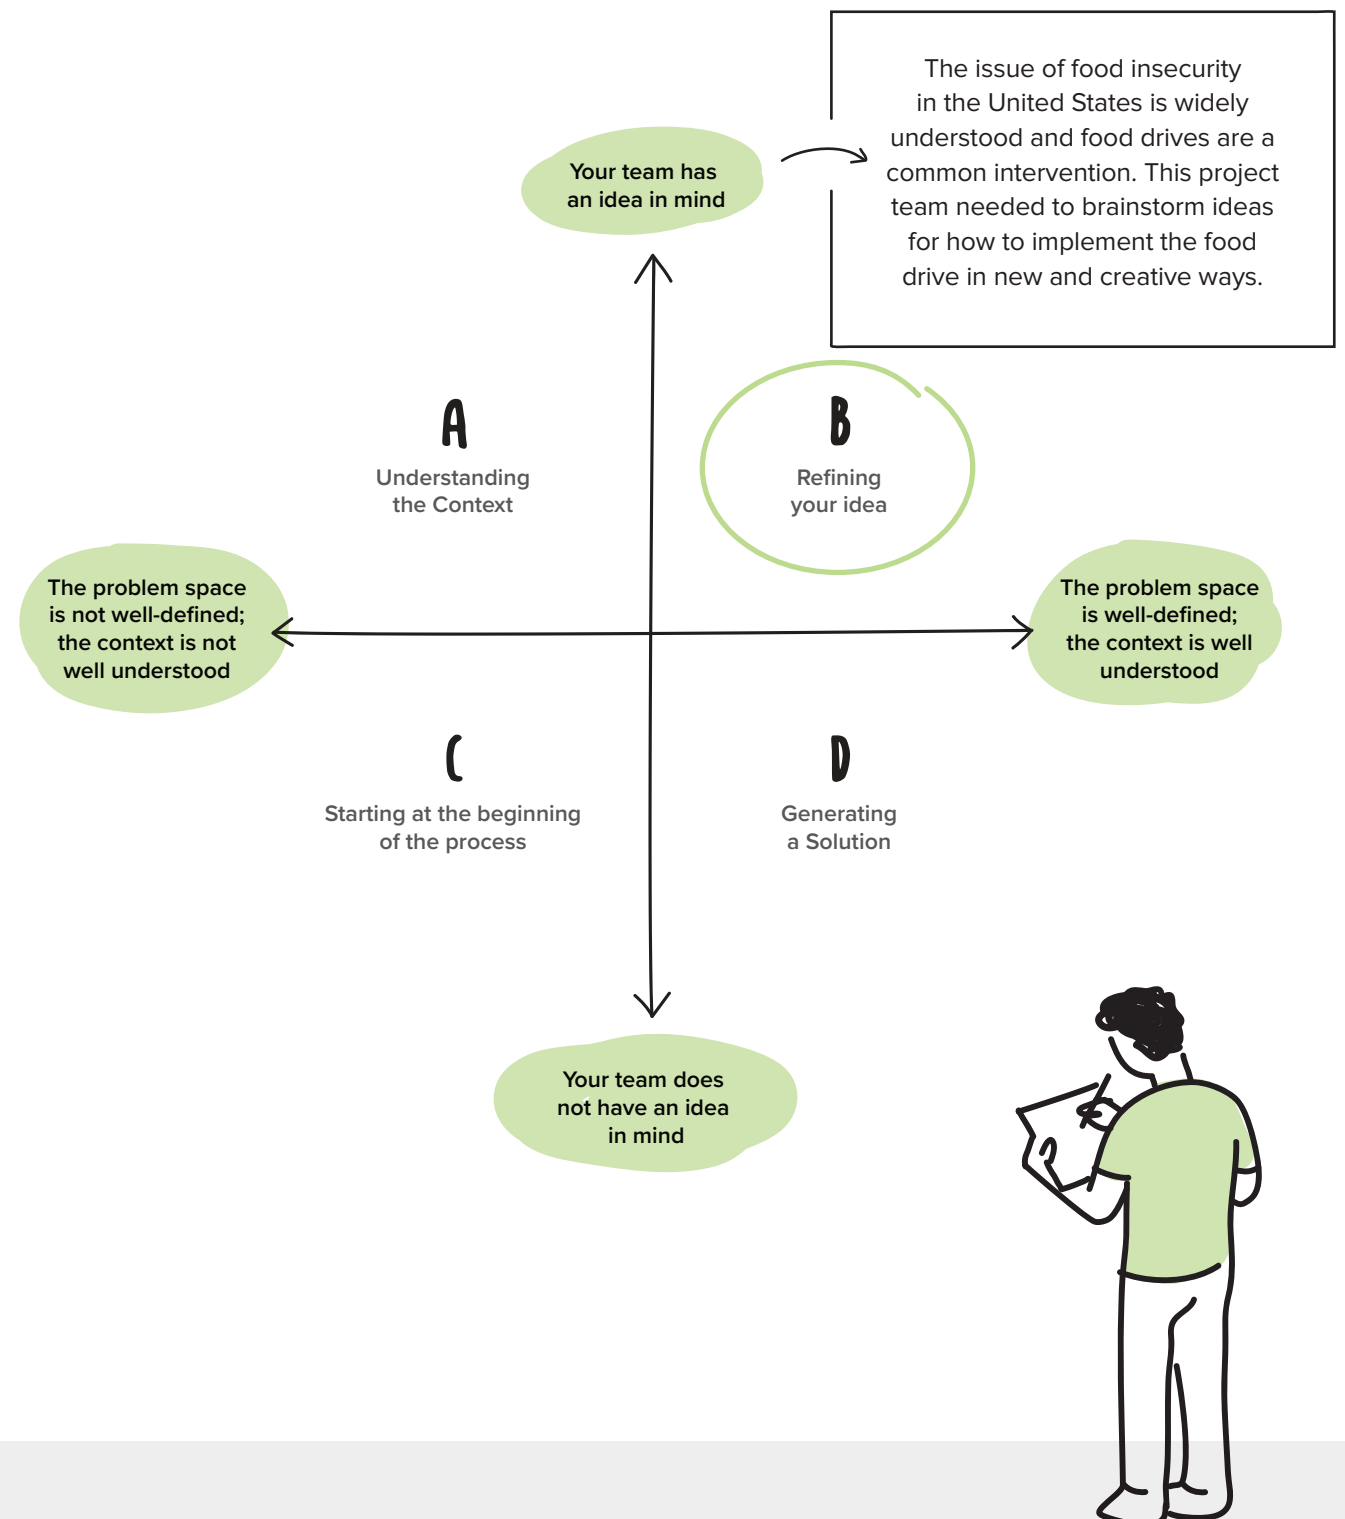 The issue of food insecurity
in the United States is widely
understood and food drives are a
common intervention. This project
team needed to brainstorm ideas
for how to implement the food
drive in new and creative ways.
Your team has
an idea in mind
A
Understanding
the Context
B
Refining
your idea
The problem space
is not well-defined;
the context is not
well understood
The problem space
is well-defined;
the context is well
understood
C
Starting at the beginning
of the process
D
Generating
a Solution
Your team does
not have an idea
in mind